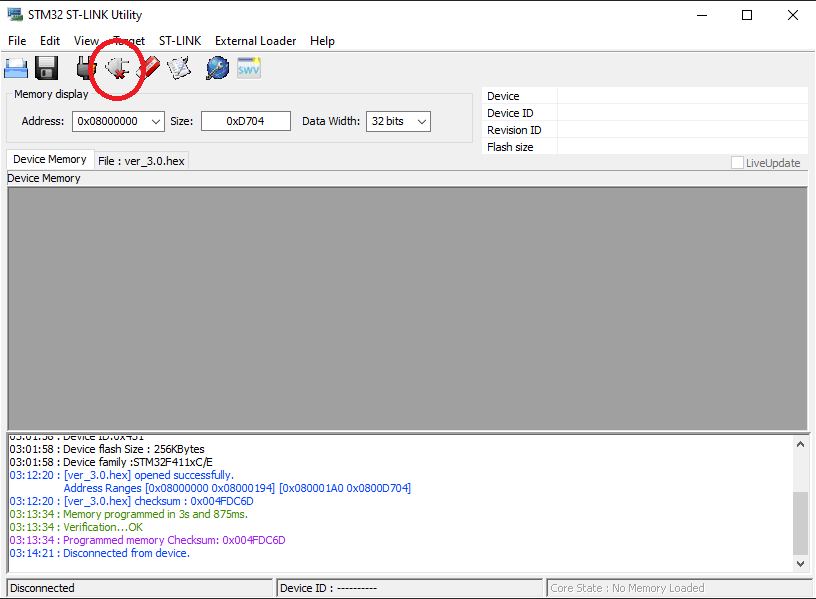 STM32 ST-LINK Utility
File Edit View Target ST-LINK External Loader Help
SWV
Memory display
Address: 0x08000000 Size: 0xD704 Data Width: 32 bits
Device
Device ID
Revision ID
Flash size
Device Memory File : ver_3.0.hex
LiveUpdate
Device Memory
03:01:58 : Device ID:0x431
03:01:58 : Device flash Size : 256KBytes
03:01:58 : Device family :STM32F411xC/E
03:12:20 : [ver_3.0.hex] opened successfully.
Address Ranges [0x08000000 0x08000194] [0x080001A0 0x0800D704]
03:12:20 : [ver_3.0.hex] checksum : 0x004FDC6D
03:13:34 : Memory programmed in 3s and 875ms.
03:13:34 : Verification...OK
03:13:34 : Programmed memory Checksum: 0x004FDC6D
03:14:21 : Disconnected from device.
Disconnected
Device ID : ----------
Core State : No Memory Loaded